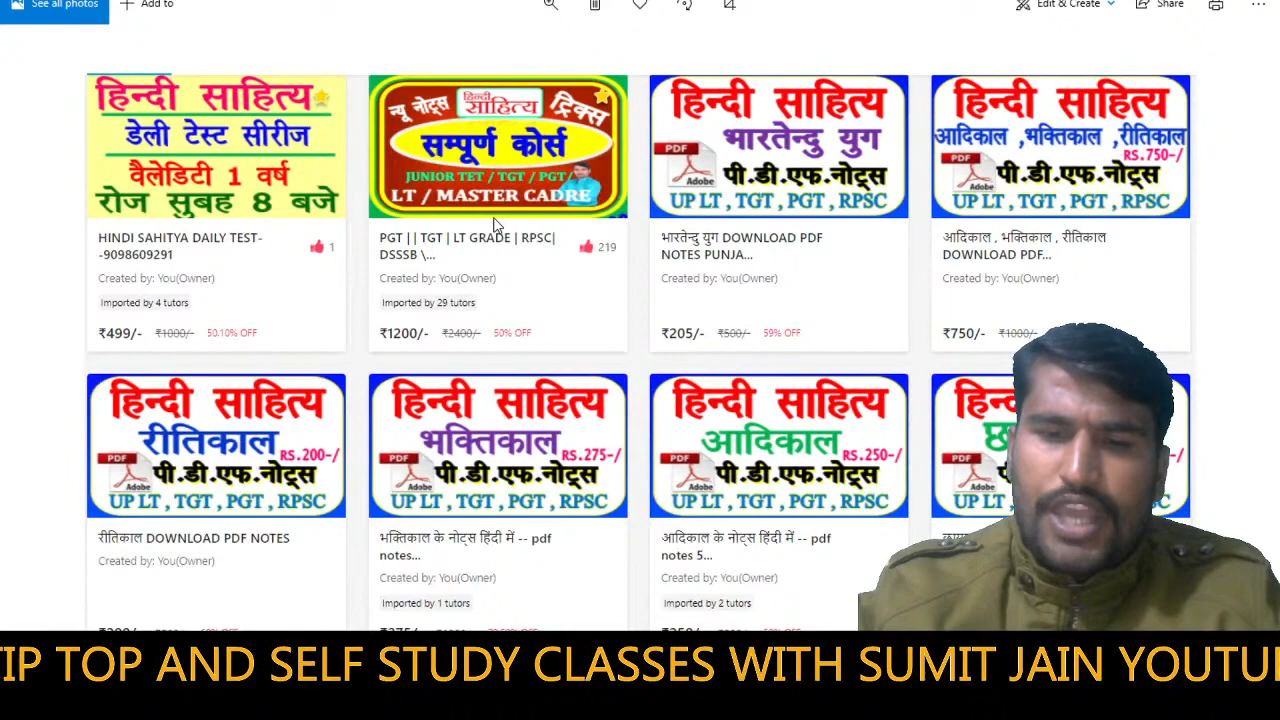 See all photos
Add to
Edit & Create
Share
हिन्दी साहित्य
डेली टेस्ट सीरीज
वैलेडिटी 1 वर्ष
रोज सुबह 8 बजे
न्यू नोट्स
हिन्दी
साहित्य
ट्रिक्स
सम्पूर्ण कोर्स
JUNIOR TET / TGT / PGT/
LT / MASTER CADRE
हिन्दी साहित्य
भारतेन्दु युग
PDF
Adobe
पी.डी.एफ.नोट्स
UP LT , TGT , PGT , RPSC
हिन्दी साहित्य
आदिकाल ,भक्तिकाल ,रीतिकाल
RS.750-/
PDF
Adobe
पी.डी.एफ.नोट्स
UP LT , TGT , PGT , RPSC
HINDI SAHITYA DAILY TEST-
-9098609291
1
Created by: You(Owner)
Imported by 4 tutors
₹499/- ₹1000/- 50.10% OFF
PGT | | TGT | LT GRADE | RPSC|
DSSSB \...
219
Created by: You(Owner)
Imported by 29 tutors
₹1200/- ₹2400/- 50% OFF
भारतेन्दु युग DOWNLOAD PDF
NOTES PUNJA...
Created by: You(Owner)
₹205/- ₹500/- 59% OFF
आदिकाल , भक्तिकाल , रीतिकाल
DOWNLOAD PDF...
Created by: You(Owner)
₹750/- ₹1000/-
हिन्दी साहित्य
रीतिकाल
RS.200-/
PDF
Adobe
पी.डी.एफ.नोट्स
UP LT , TGT , PGT , RPSC
हिन्दी साहित्य
भक्तिकाल
RS.275-/
PDF
Adobe
पी.डी.एफ.नोट्स
UP LT , TGT , PGT , RPSC
हिन्दी साहित्य
आदिकाल
RS.250-/
PDF
Adobe
पी.डी.एफ.नोट्स
UP LT , TGT , PGT , RPSC
PDF
Adobe
UP LT
रीतिकाल DOWNLOAD PDF NOTES
Created by: You(Owner)
भक्तिकाल के नोट्स हिंदी में -- pdf
notes...
Created by: You(Owner)
Imported by 1 tutors
आदिकाल के नोट्स हिंदी में -- pdf
notes 5...
Created by: You(Owner)
Imported by 2 tutors
TIP TOP AND SELF STUDY CLASSES WITH SUMIT JAIN